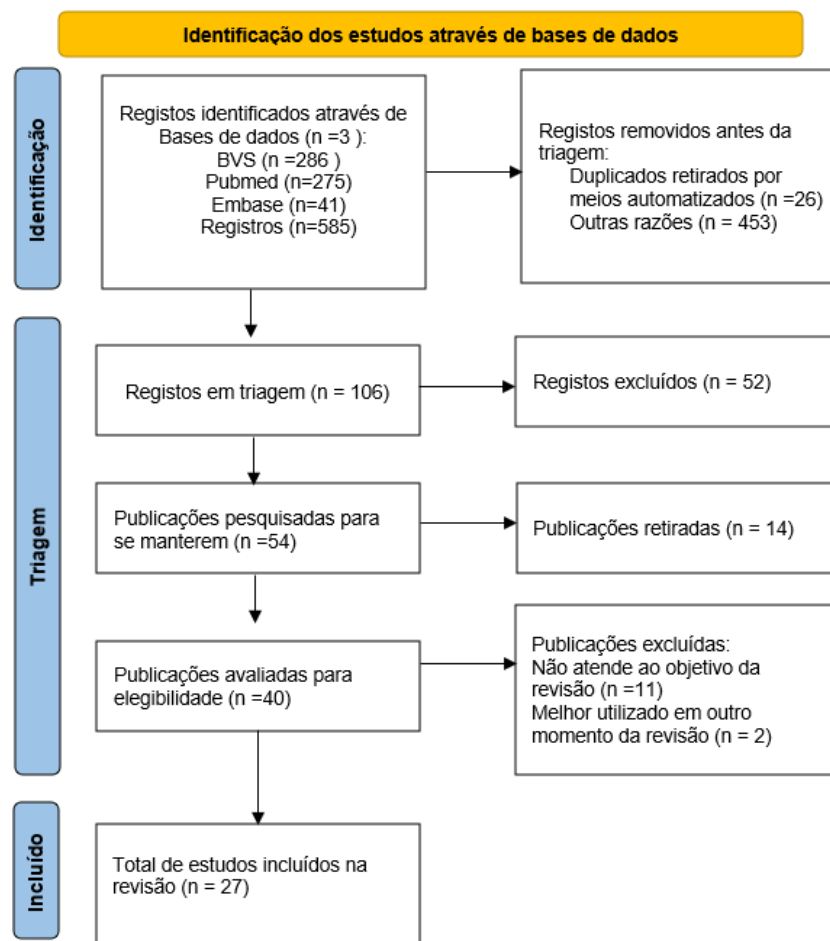 Identificação dos estudos através de bases de dados
Identificação
Registos identificados através de
Bases de dados (n =3 ):
BVS (n =286 )
Pubmed (n=275)
Embase (n=41)
Registros (n=585)
Registos removidos antes da
triagem:
Duplicados retirados por
meios automatizados (n =26)
Outras razões (n = 453)
Triagem
Registos em triagem (n = 106)
Registos excluídos (n = 52)
Publicações pesquisadas para
se manterem (n =54)
Publicações retiradas (n = 14)
Publicações avaliadas para
elegibilidade (n =40)
Publicações excluídas:
Não atende ao objetivo da
revisão (n =11)
Melhor utilizado em outro
momento da revisão (n = 2)
Incluído
Total de estudos incluídos na
revisão (n = 27)